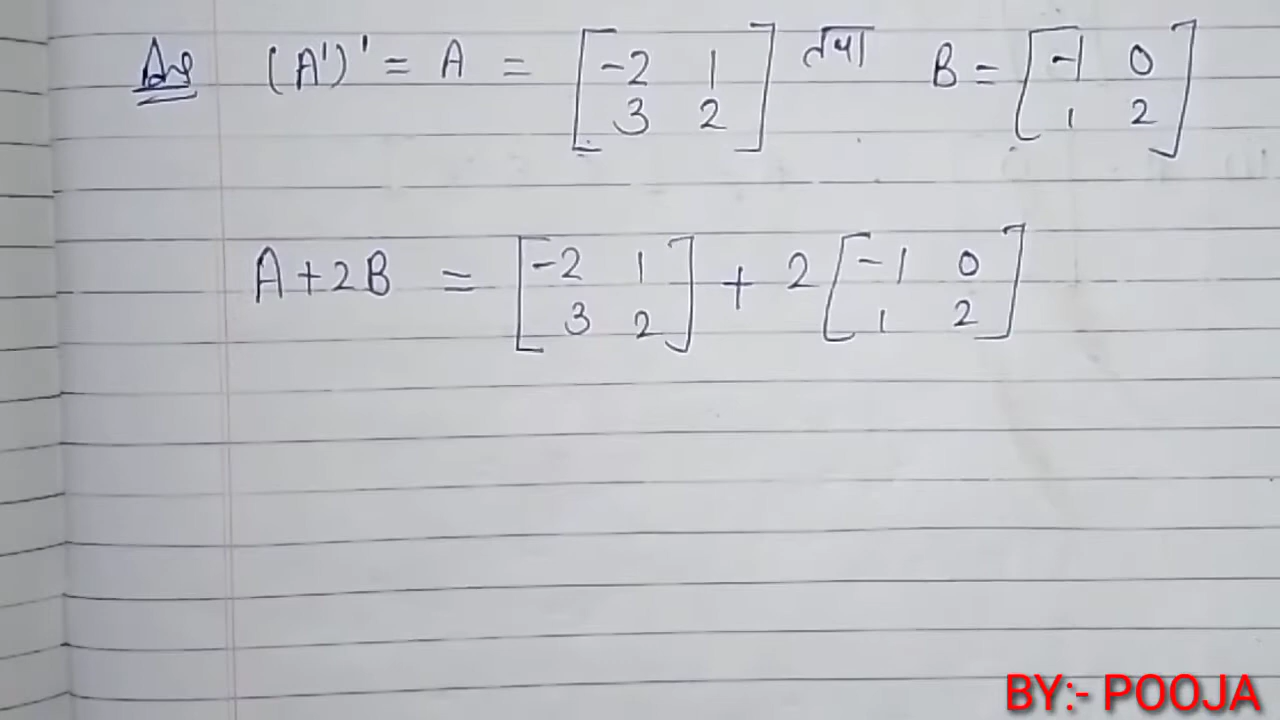 Ans (A')' = A = [-2 1 तथा B = [-1 0
3 2] 1 2]
A+2B = [-2 1 + 2 [-1 0
3 2] 1 2]
BY:- POOJA